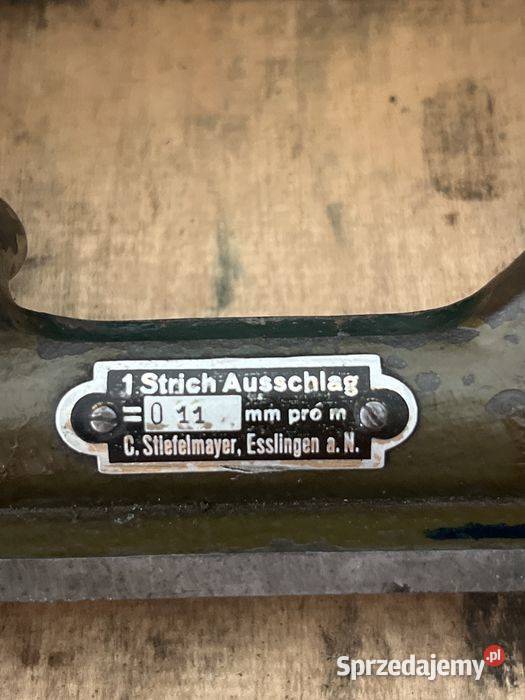 1 Strich Ausschlag
= 0 11 mm pro m
C. Stiefelmayer, Esslingen a. N.
Sprzedajemy.pl